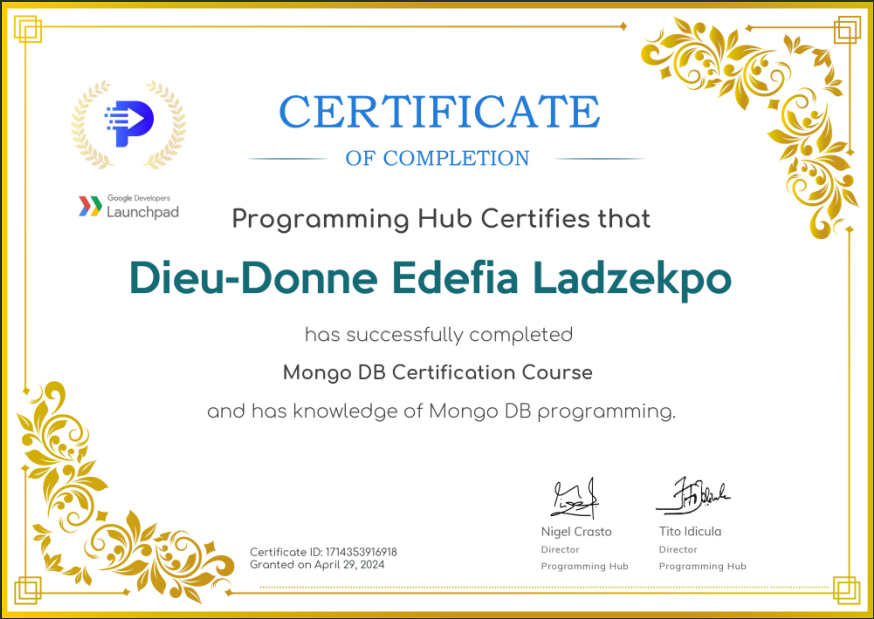 CERTIFICATE
OF COMPLETION
Google Developers
Launchpad
Programming Hub Certifies that
Dieu-Donne Edefia Ladzekpo
has successfully completed
Mongo DB Certification Course
and has knowledge of Mongo DB programming.
Certificate ID: 1714353916918
Granted on April 29, 2024
Nigel Crasto
Director
Programming Hub
Tito Idicula
Director
Programming Hub